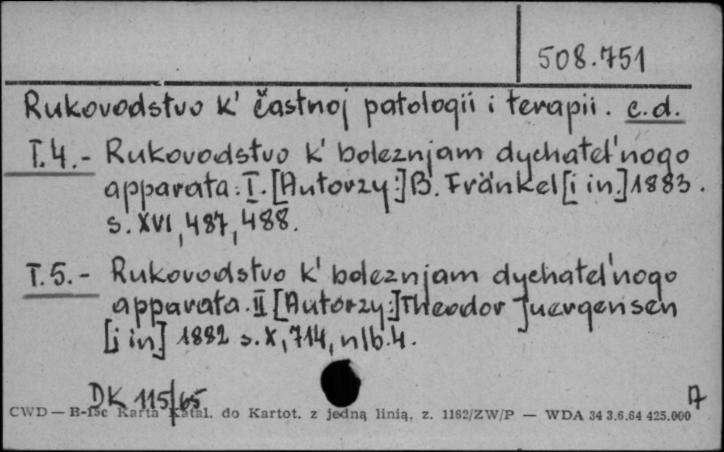 508.751
Rukovodstvo k' častnoj patologii i terapii. c.d.
T.4.- Rukovodstvo k' boleznjam dychatel'nogo
apparata. I. [Autorzy:] B. Fränkel [i in.] 1883.
s. XVI, 487, 488.
T.5.- Rukovodstvo k' boleznjam dychatel'nogo
apparata. II [Autorzy:] Theodor Juergensen
[i in] 1882 s. X, 714, nlb. 4.
DK 115/65
CWD — B-15c Karta Katal. do Kartot. z jedną linią, z. 1162/ZW/P — WDA 34 3.6.64 425.000